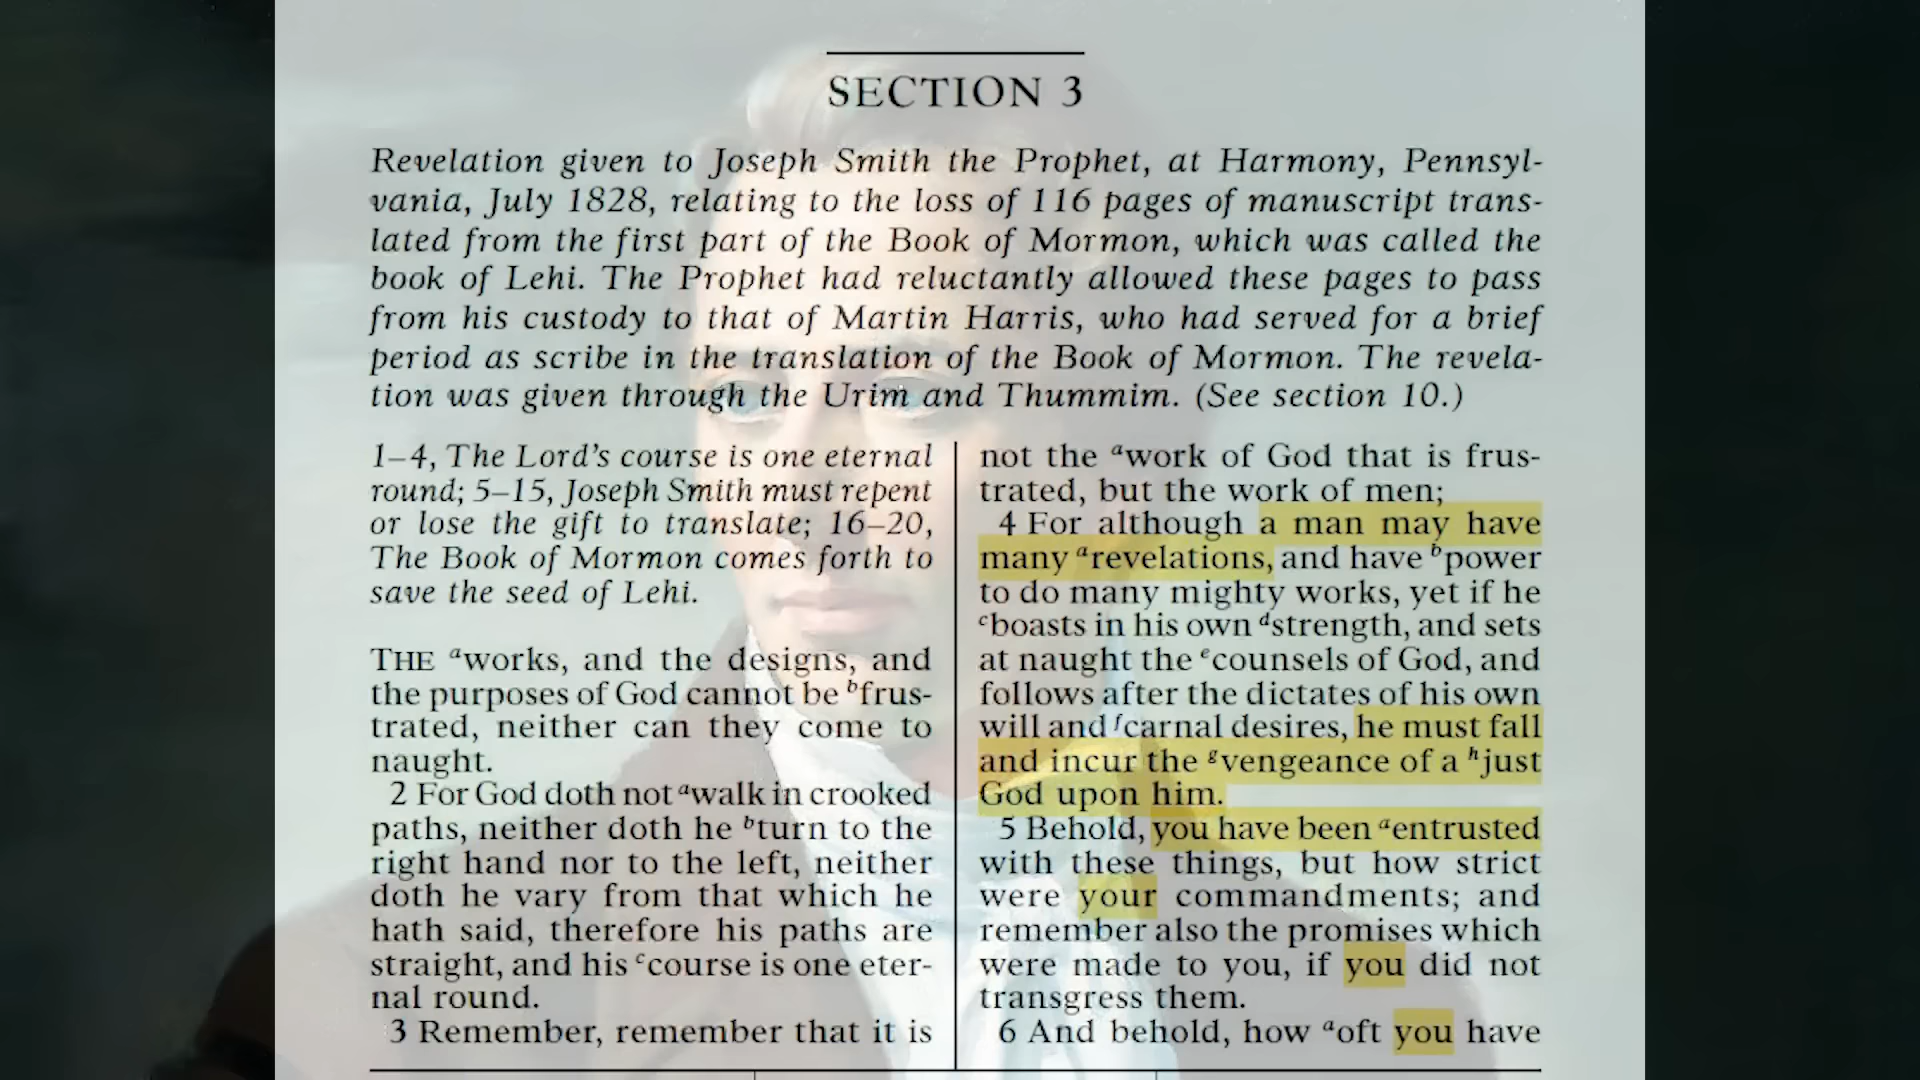 SECTION 3
Revelation given to Joseph Smith the Prophet, at Harmony, Pennsyl-
vania, July 1828, relating to the loss of 116 pages of manuscript trans-
lated from the first part of the Book of Mormon, which was called the
book of Lehi. The Prophet had reluctantly allowed these pages to pass
from his custody to that of Martin Harris, who had served for a brief
period as scribe in the translation of the Book of Mormon. The revela-
tion was given through the Urim and Thummim. (See section 10.)
1–4, The Lord's course is one eternal
round; 5–15, Joseph Smith must repent
or lose the gift to translate; 16–20,
The Book of Mormon comes forth to
save the seed of Lehi.
THE ᵃworks, and the designs, and
the purposes of God cannot be ᵇfrus-
trated, neither can they come to
naught.
2 For God doth not ᵃwalk in crooked
paths, neither doth he ᵇturn to the
right hand nor to the left, neither
doth he vary from that which he
hath said, therefore his paths are
straight, and his ᶜcourse is one eter-
nal round.
3 Remember, remember that it is
not the ᵃwork of God that is frus-
trated, but the work of men;
4 For although a man may have
many ᵃrevelations, and have ᵇpower
to do many mighty works, yet if he
ᶜboasts in his own ᵈstrength, and sets
at naught the ᵉcounsels of God, and
follows after the dictates of his own
will and ᶠcarnal desires, he must fall
and incur the ᵍvengeance of a ʰjust
God upon him.
5 Behold, you have been ᵃentrusted
with these things, but how strict
were your commandments; and
remember also the promises which
were made to you, if you did not
transgress them.
6 And behold, how ᵃoft you have